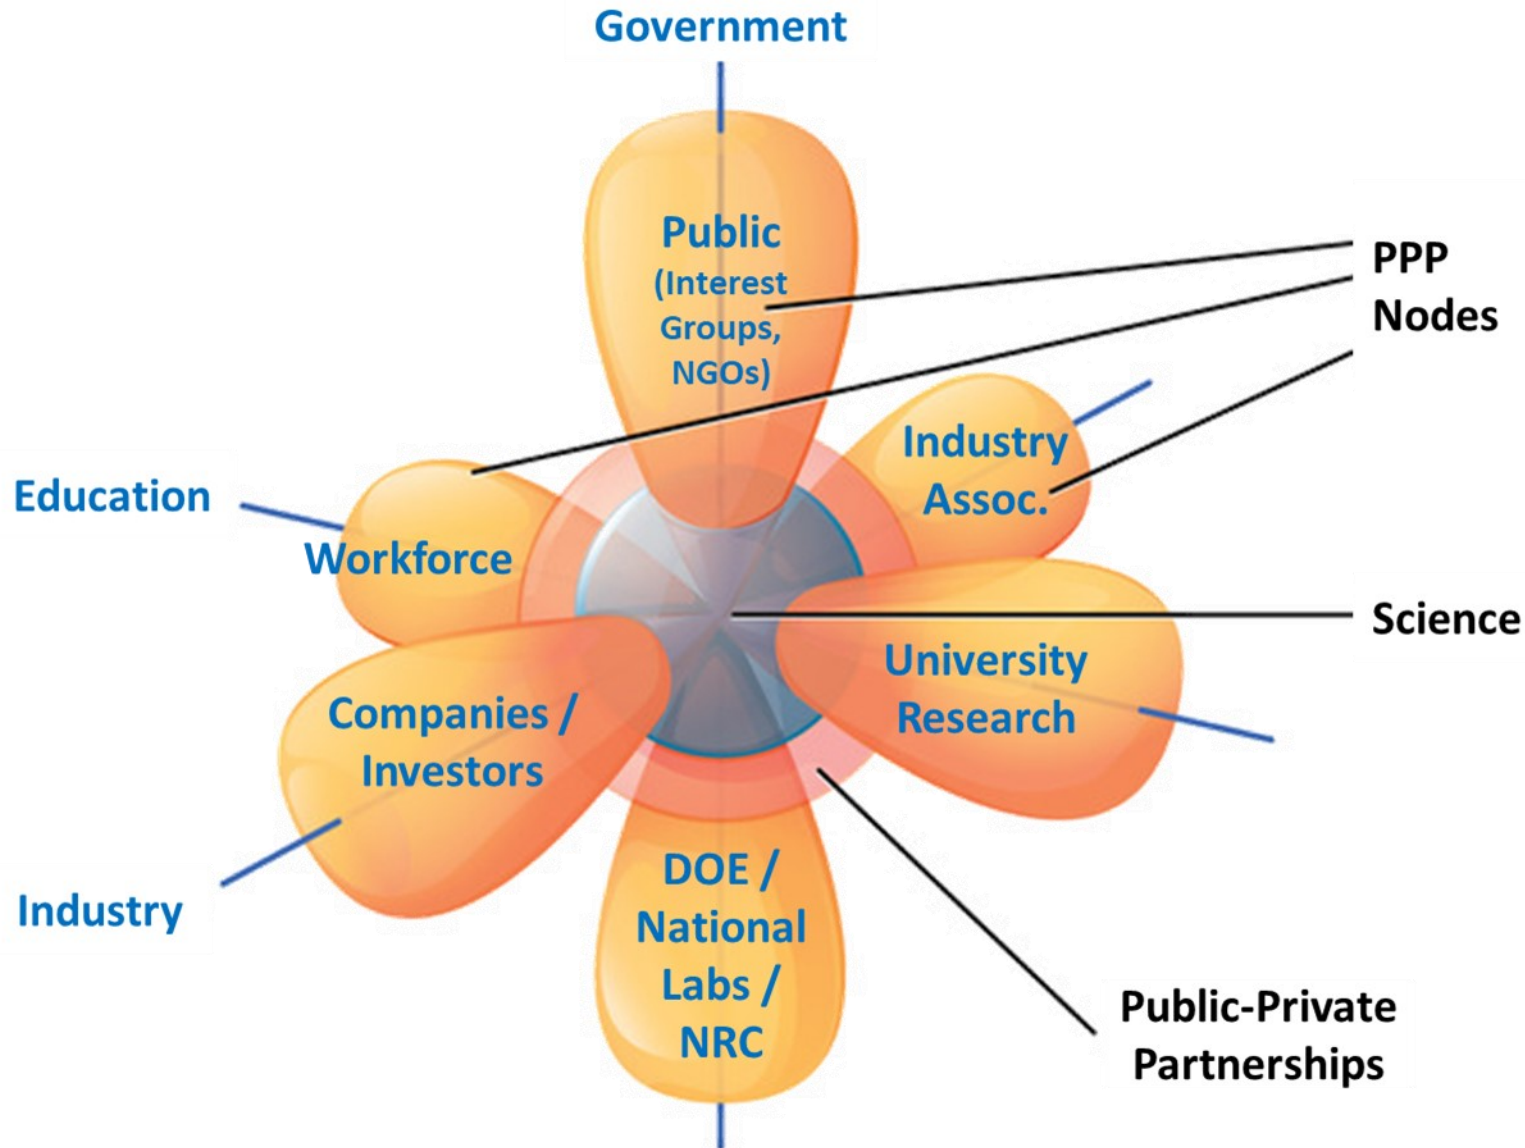 Government
Public
(Interest
Groups,
NGOs)
PPP
Nodes
Industry
Assoc.
Education
Workforce
Science
University
Research
Companies /
Investors
Industry
DOE /
National
Labs /
NRC
Public-Private
Partnerships